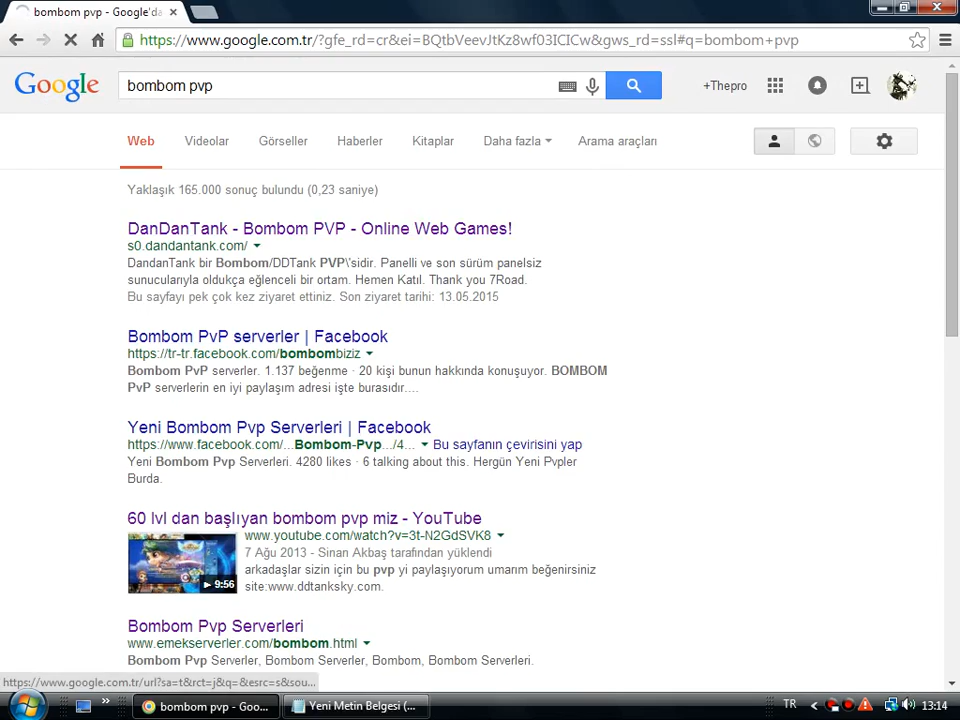 bombom pvp - Google'da
https://www.google.com.tr/?gfe_rd=cr&ei=BQtbVeevJtKz8wf03ICICw&gws_rd=ssl#q=bombom+pvp
Google
bombom pvp
+Thepro
Web Videolar Görseller Haberler Kitaplar Daha fazla Arama araçları
Yaklaşık 165.000 sonuç bulundu (0,23 saniye)
DanDanTank - Bombom PVP - Online Web Games!
s0.dandantank.com/
DandanTank bir Bombom/DDTank PVP\'sidir. Panelli ve son sürüm panelsiz
sunucularıyla oldukça eğlenceli bir ortam. Hemen Katıl. Thank you 7Road.
Bu sayfayı pek çok kez ziyaret ettiniz. Son ziyaret tarihi: 13.05.2015
Bombom PvP serverler | Facebook
https://tr-tr.facebook.com/bombombiziz
Bombom PvP serverler. 1.137 beğenme · 20 kişi bunun hakkında konuşuyor. BOMBOM
PvP serverlerin en iyi paylaşım adresi işte burasıdır....
Yeni Bombom Pvp Serverleri | Facebook
https://www.facebook.com/...Bombom-Pvp.../4... Bu sayfanın çevirisini yap
Yeni Bombom Pvp Serverleri. 4280 likes · 6 talking about this. Hergün Yeni Pvpler
Burda.
60 lvl dan başlıyan bombom pvp miz - YouTube
www.youtube.com/watch?v=3t-N2GdSVK8
7 Ağu 2013 - Sinan Akbaş tarafından yüklendi
arkadaşlar sizin için bu pvp yi paylaşıyorum umarım beğenirsiniz
9:56
site:www.ddtanksky.com.
Bombom Pvp Serverleri
www.emekserverler.com/bombom.html
Bombom Pvp Serverler, Bombom Serverler, Bombom, Bombom Serverleri.
https://www.google.com.tr/url?sa=t&rct=j&q=&esrc=s&sou...
bombom pvp - Goo...
Yeni Metin Belgesi (...
TR
13:14